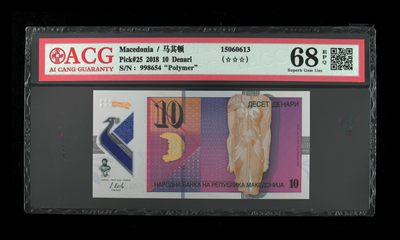 ACG
AI CANG GUARANTY
Macedonia / 马其顿
Pick#25 2018 10 Denari
S/N: 998654 "Polymer"
15060613
(☆☆☆)
68 EPQ
Superb Gem Unc
10
ДЕСЕТ ДЕНАРИ
НАРОДНА БАНКА НА РЕПУБЛИКА МАКЕДОНИЈА
10